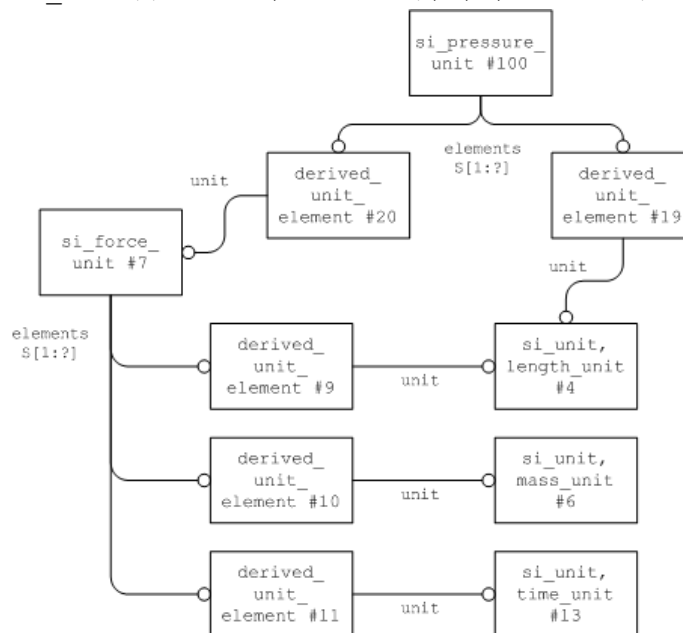 si_pressure_
unit #100
elements
S[1:?]
unit
derived_
unit_
element #20
derived_
unit_
element #19
si_force_
unit #7
unit
elements
S[1:?]
derived_
unit_
element #9
unit
si_unit,
length_unit
#4
derived_
unit_
element #10
unit
si_unit,
mass_unit
#6
derived_
unit_
element #11
unit
si_unit,
time_unit
#13